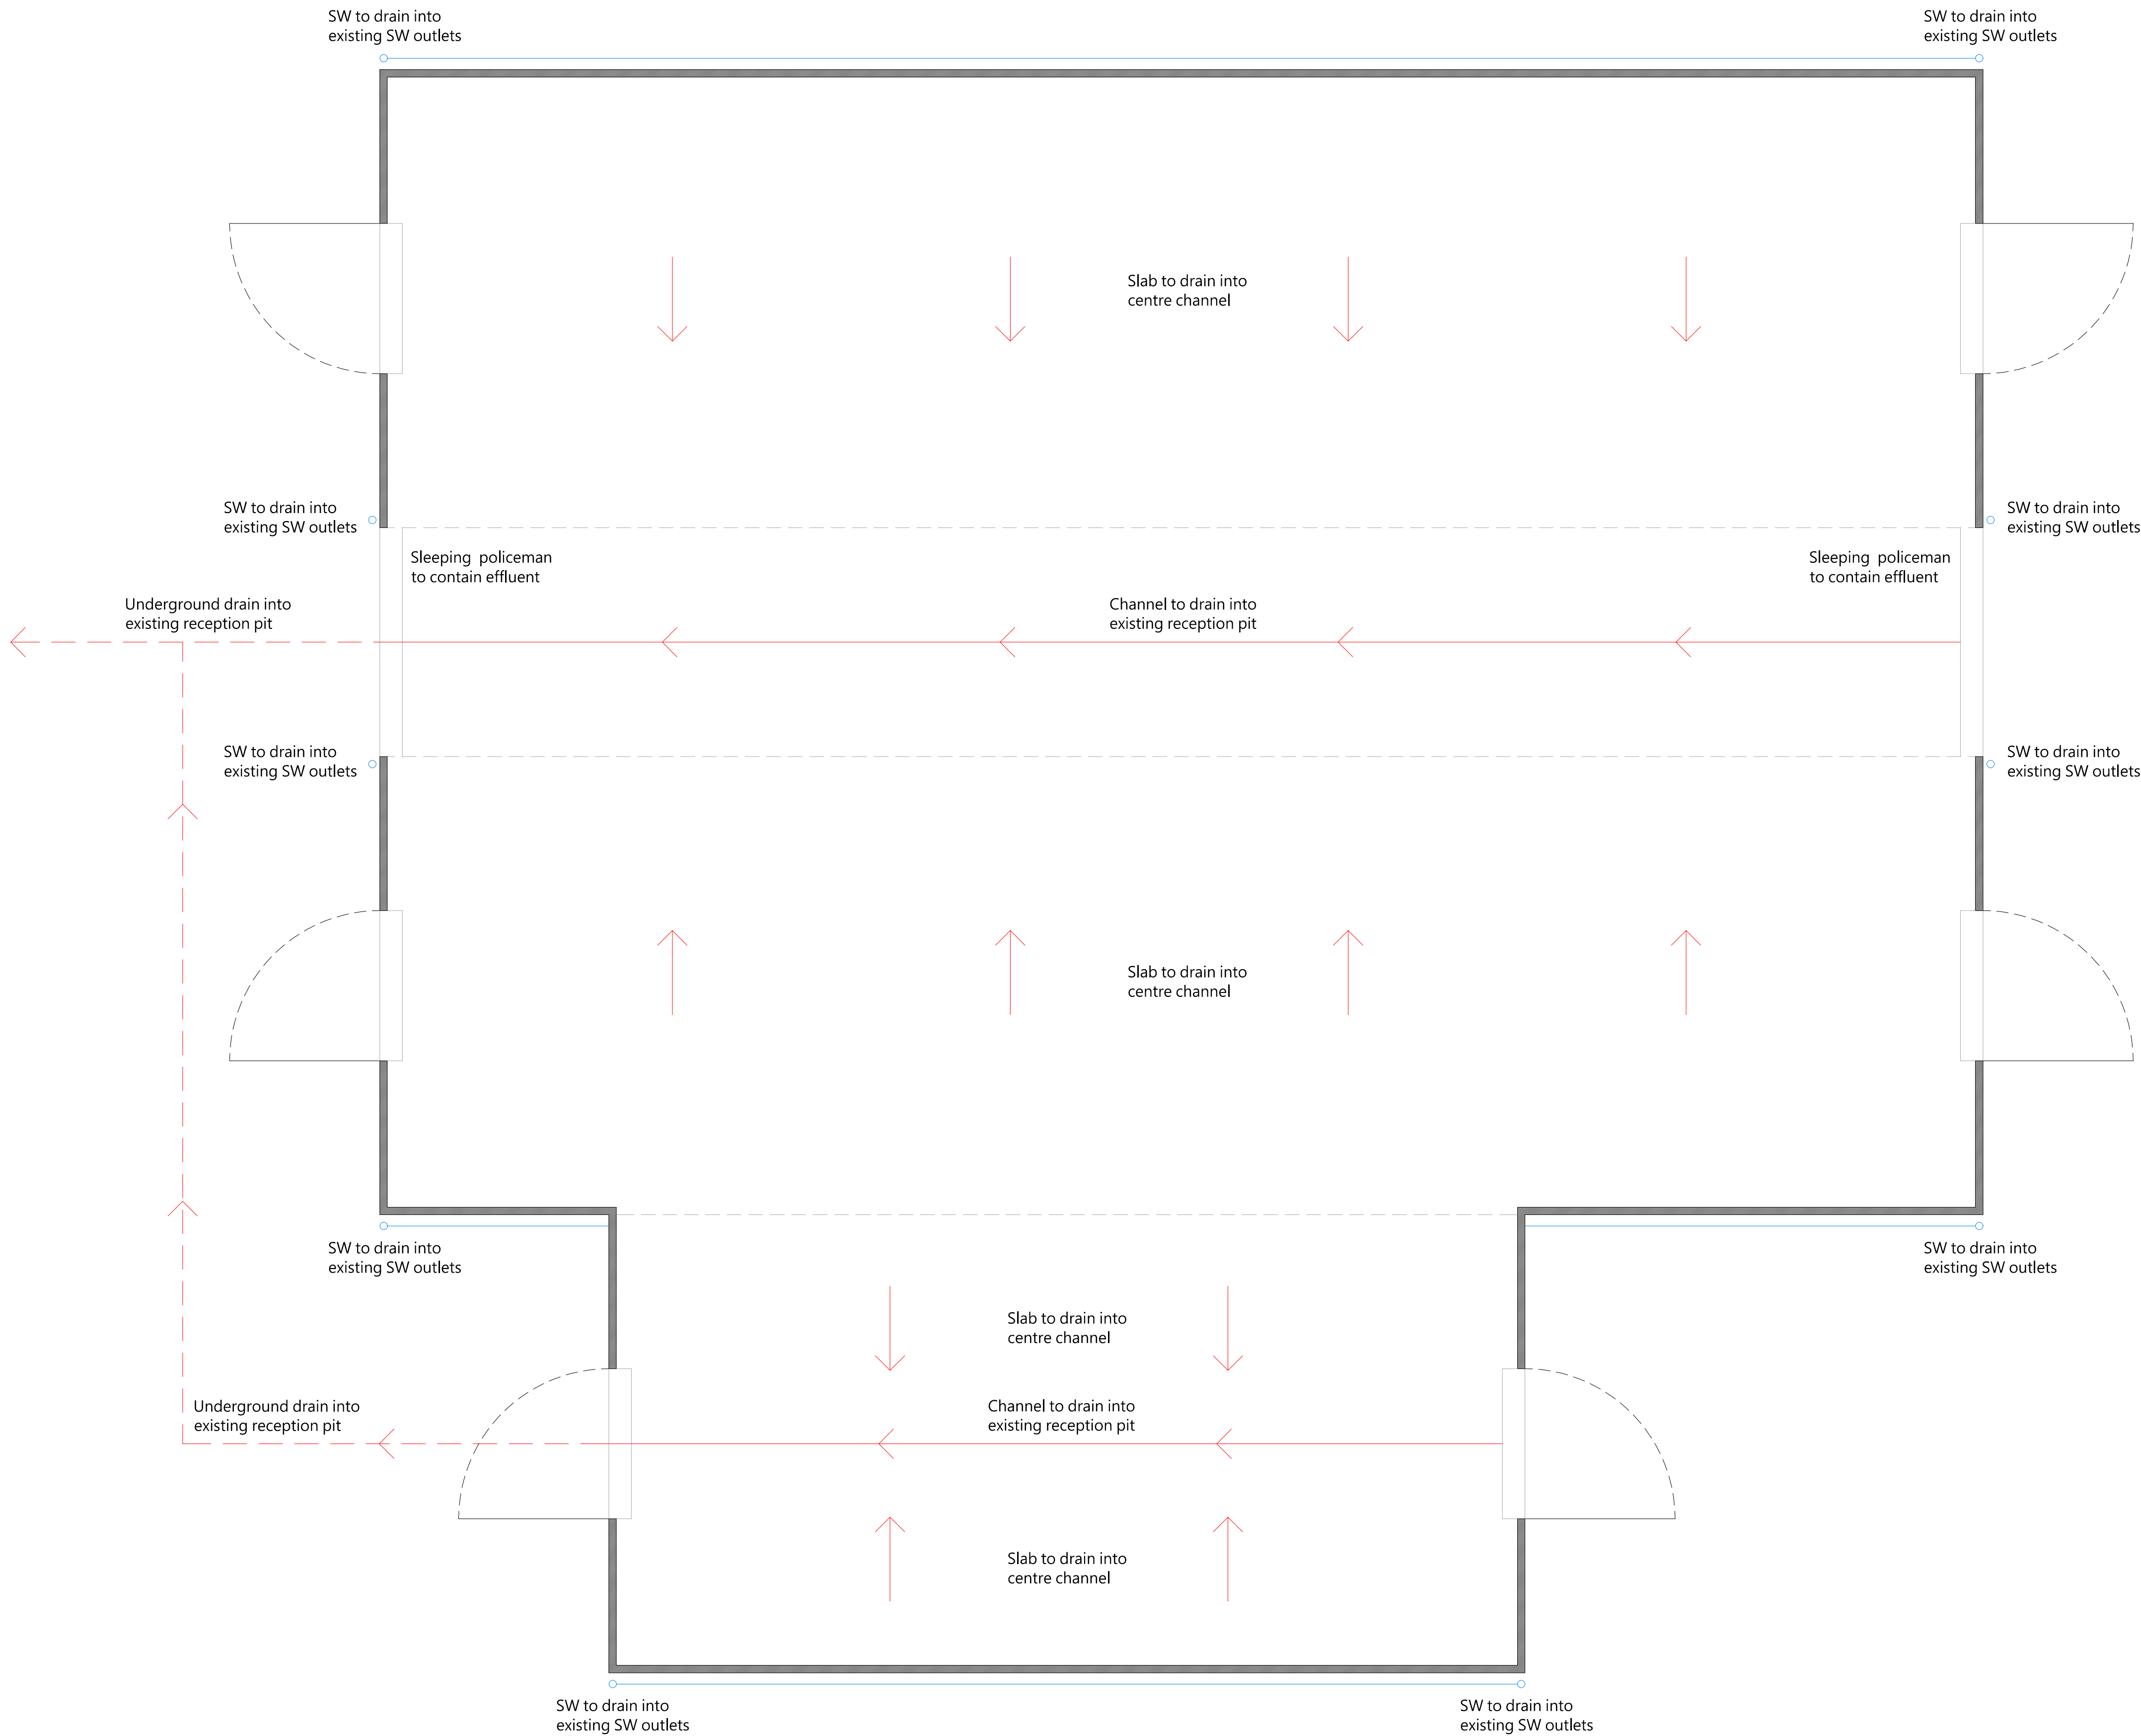 SW to drain into
existing SW outlets
SW to drain into
existing SW outlets
Slab to drain into
centre channel
SW to drain into
existing SW outlets
SW to drain into
existing SW outlets
Sleeping policeman
to contain effluent
Sleeping policeman
to contain effluent
Underground drain into
existing reception pit
Channel to drain into
existing reception pit
SW to drain into
existing SW outlets
SW to drain into
existing SW outlets
Slab to drain into
centre channel
SW to drain into
existing SW outlets
SW to drain into
existing SW outlets
Slab to drain into
centre channel
Underground drain into
existing reception pit
Channel to drain into
existing reception pit
Slab to drain into
centre channel
SW to drain into
existing SW outlets
SW to drain into
existing SW outlets